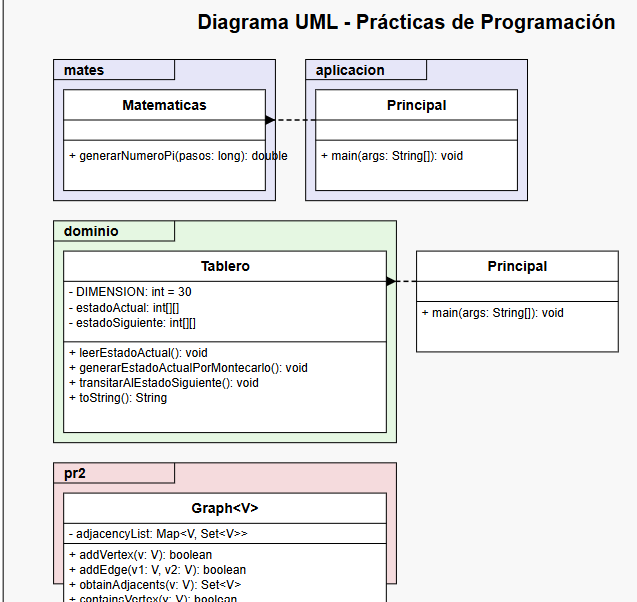 Diagrama UML - Prácticas de Programación
mates
Matematicas
+ generarNumeroPi(pasos: long): double
aplicacion
Principal
+ main(args: String[]): void
dominio
Tablero
- DIMENSION: int = 30
- estadoActual: int[][]
- estadoSiguiente: int[][]
+ leerEstadoActual(): void
+ generarEstadoActualPorMontecarlo(): void
+ transitarAlEstadoSiguiente(): void
+ toString(): String
Principal
+ main(args: String[]): void
pr2
Graph<V>
- adjacencyList: Map<V, Set<V>>
+ addVertex(v: V): boolean
+ addEdge(v1: V, v2: V): boolean
+ obtainAdjacents(v: V): Set<V>
+ containsVertex(v: V): boolean